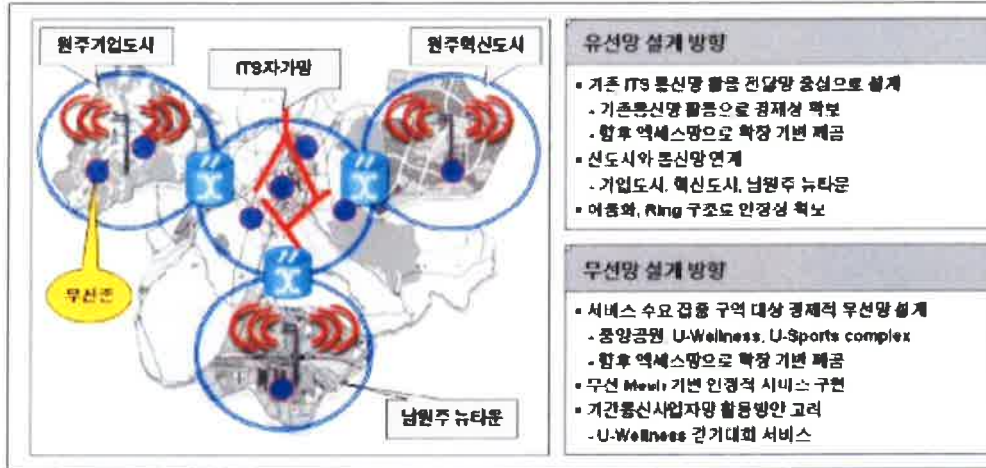 원주기업도시
원주혁신도시
ITS자가망
무선존
남원주 뉴타운
유선망 설계 방향
▪ 기존 ITS 통신망 활용 전달망 중심으로 설계
- 기존통신망 활용으로 경제성 확보
- 향후 엑세스망으로 확장 기반 제공
▪ 신도시와 통신망 연계
- 기업도시, 혁신도시, 남원주 뉴타운
▪ 이중화, Ring 구조로 안정성 확보
무선망 설계 방향
▪ 서비스 수요 집중 구역 대상 경제적 무선망 설계
- 중앙공원, U-Wellness, U-Sports complex
- 향후 엑세스망으로 확장 기반 제공
▪ 무선 Mesh 기반 안정적 서비스 구현
▪ 기간통신사업자망 활용방안 고려
- U-Wellness 걷기대회 서비스